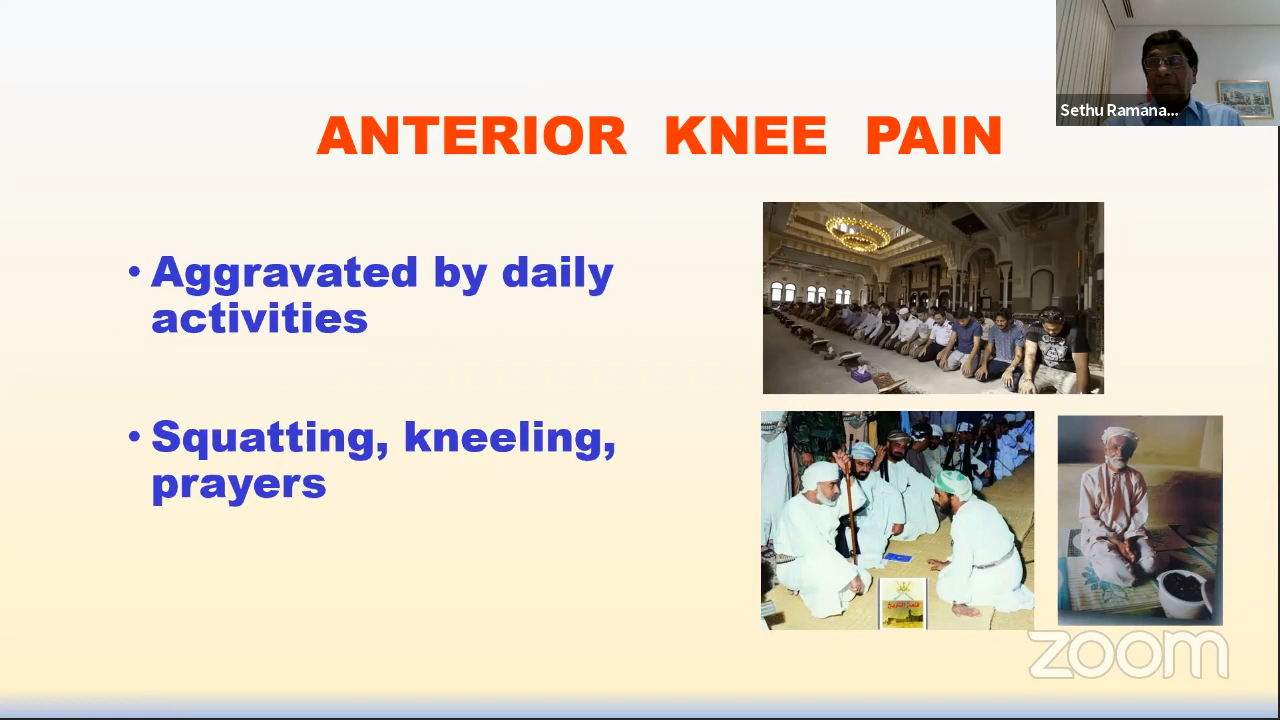 Sethu Ramana...
ANTERIOR KNEE PAIN
• Aggravated by daily
activities
• Squatting, kneeling,
prayers
zoom